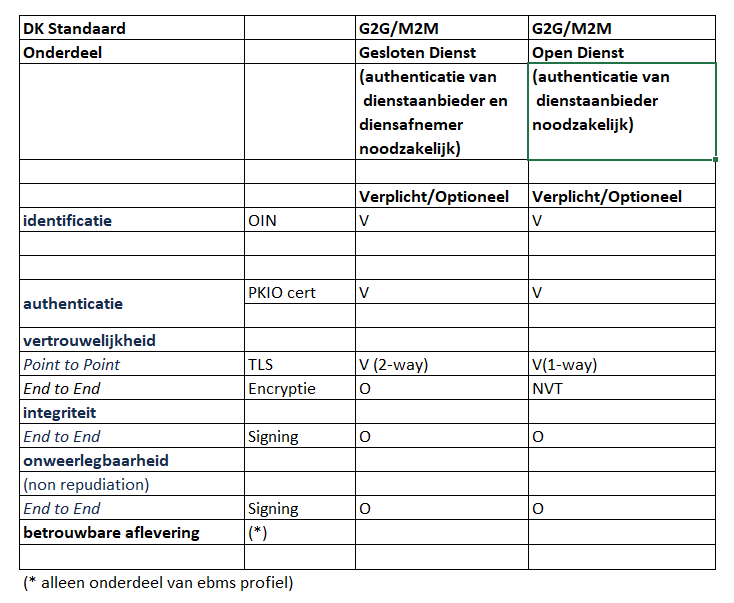 DK Standaard G2G/M2M G2G/M2M
Onderdeel Gesloten Dienst Open Dienst
(authenticatie van (authenticatie van
dienstaanbieder en dienstaanbieder
diensafnemer noodzakelijk)
noodzakelijk)
Verplicht/Optioneel Verplicht/Optioneel
identificatie OIN V V
authenticatie PKIO cert V V
vertrouwelijkheid
Point to Point TLS V (2-way) V(1-way)
End to End Encryptie O NVT
integriteit
End to End Signing O O
onweerlegbaarheid
(non repudiation)
End to End Signing O O
betrouwbare aflevering (*)
(* alleen onderdeel van ebms profiel)